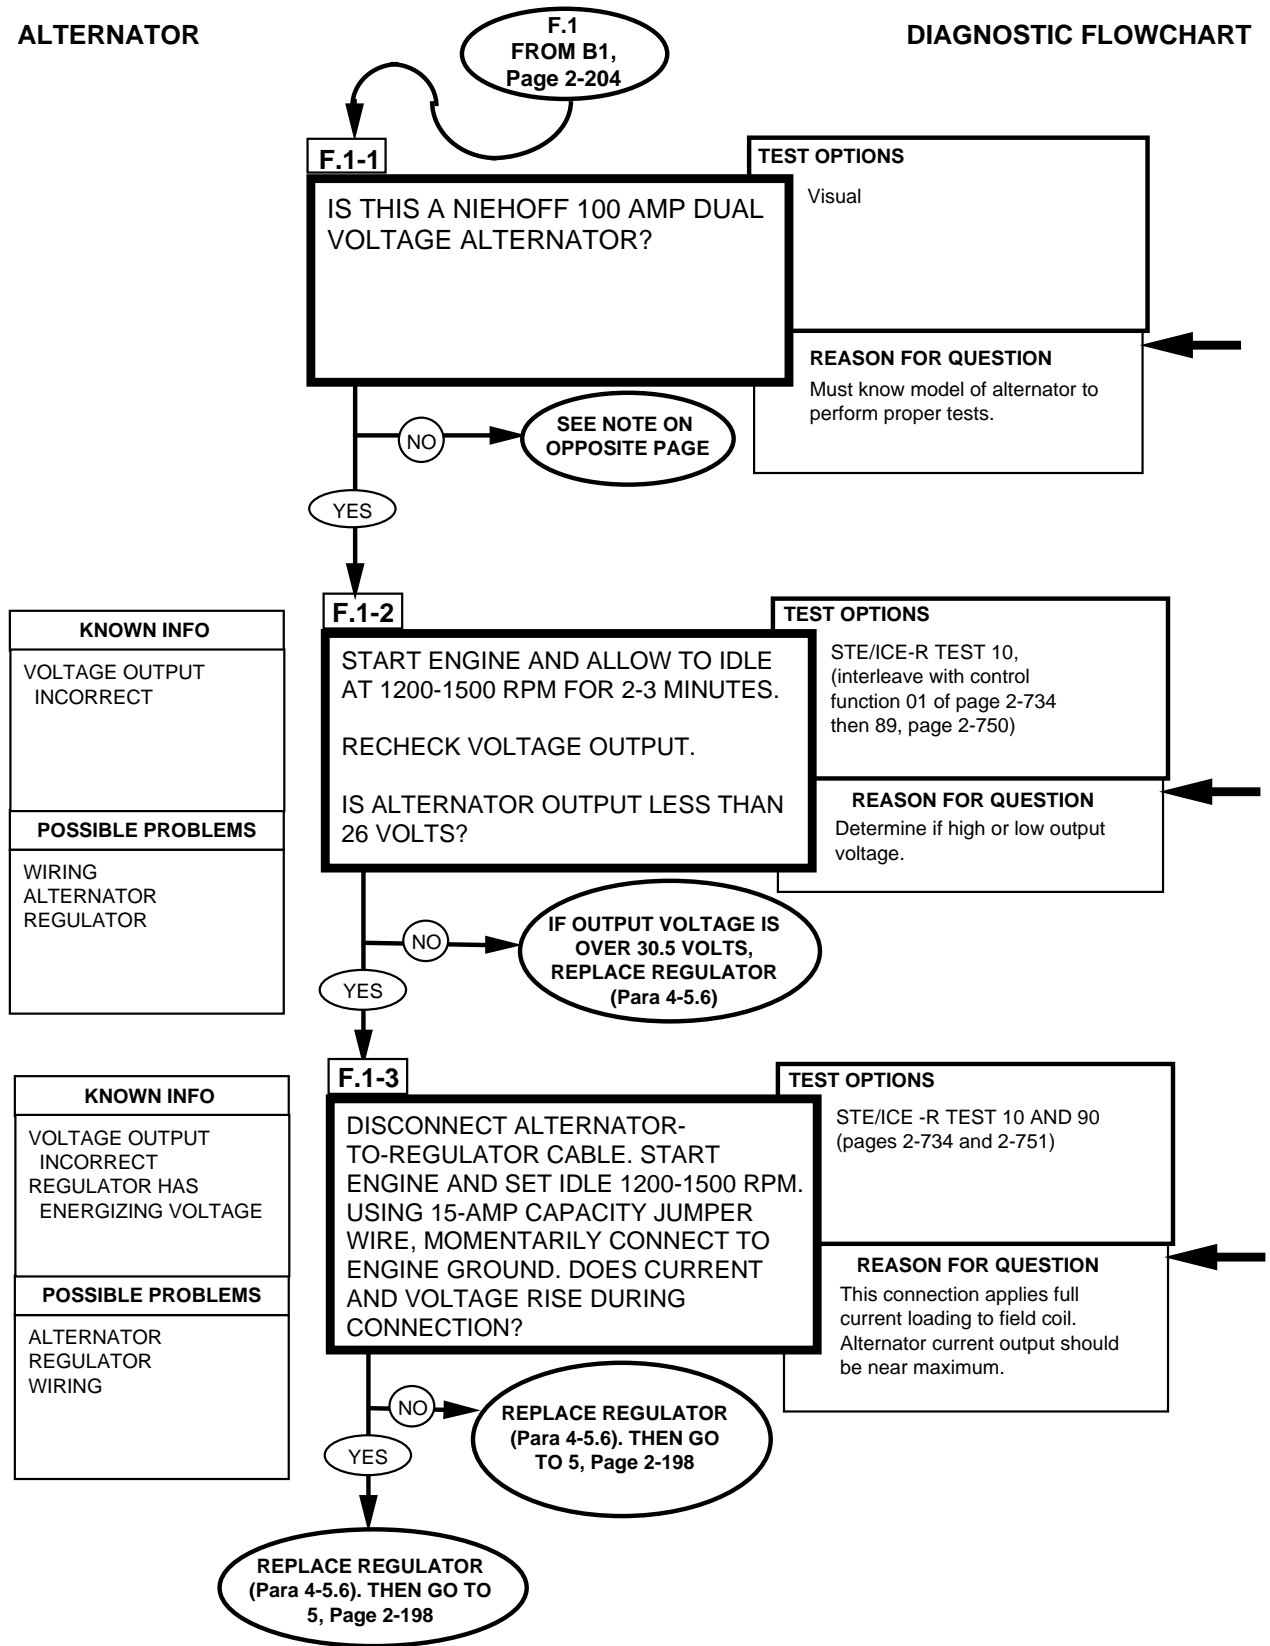 ALTERNATOR
DIAGNOSTIC FLOWCHART
F.1
FROM B1,
Page 2-204
F.1-1
IS THIS A NIEHOFF 100 AMP DUAL
VOLTAGE ALTERNATOR?
TEST OPTIONS
Visual
REASON FOR QUESTION
Must know model of alternator to
perform proper tests.
NO
SEE NOTE ON
OPPOSITE PAGE
YES
KNOWN INFO
VOLTAGE OUTPUT
INCORRECT
POSSIBLE PROBLEMS
WIRING
ALTERNATOR
REGULATOR
F.1-2
START ENGINE AND ALLOW TO IDLE
AT 1200-1500 RPM FOR 2-3 MINUTES.
RECHECK VOLTAGE OUTPUT.
IS ALTERNATOR OUTPUT LESS THAN
26 VOLTS?
TEST OPTIONS
STE/ICE-R TEST 10,
(interleave with control
function 01 of page 2-734
then 89, page 2-750)
REASON FOR QUESTION
Determine if high or low output
voltage.
NO
IF OUTPUT VOLTAGE IS
OVER 30.5 VOLTS,
REPLACE REGULATOR
(Para 4-5.6)
YES
KNOWN INFO
VOLTAGE OUTPUT
INCORRECT
REGULATOR HAS
ENERGIZING VOLTAGE
POSSIBLE PROBLEMS
ALTERNATOR
REGULATOR
WIRING
F.1-3
DISCONNECT ALTERNATOR-
TO-REGULATOR CABLE. START
ENGINE AND SET IDLE 1200-1500 RPM.
USING 15-AMP CAPACITY JUMPER
WIRE, MOMENTARILY CONNECT TO
ENGINE GROUND. DOES CURRENT
AND VOLTAGE RISE DURING
CONNECTION?
TEST OPTIONS
STE/ICE -R TEST 10 AND 90
(pages 2-734 and 2-751)
REASON FOR QUESTION
This connection applies full
current loading to field coil.
Alternator current output should
be near maximum.
NO
REPLACE REGULATOR
(Para 4-5.6). THEN GO
TO 5, Page 2-198
YES
REPLACE REGULATOR
(Para 4-5.6). THEN GO TO
5, Page 2-198